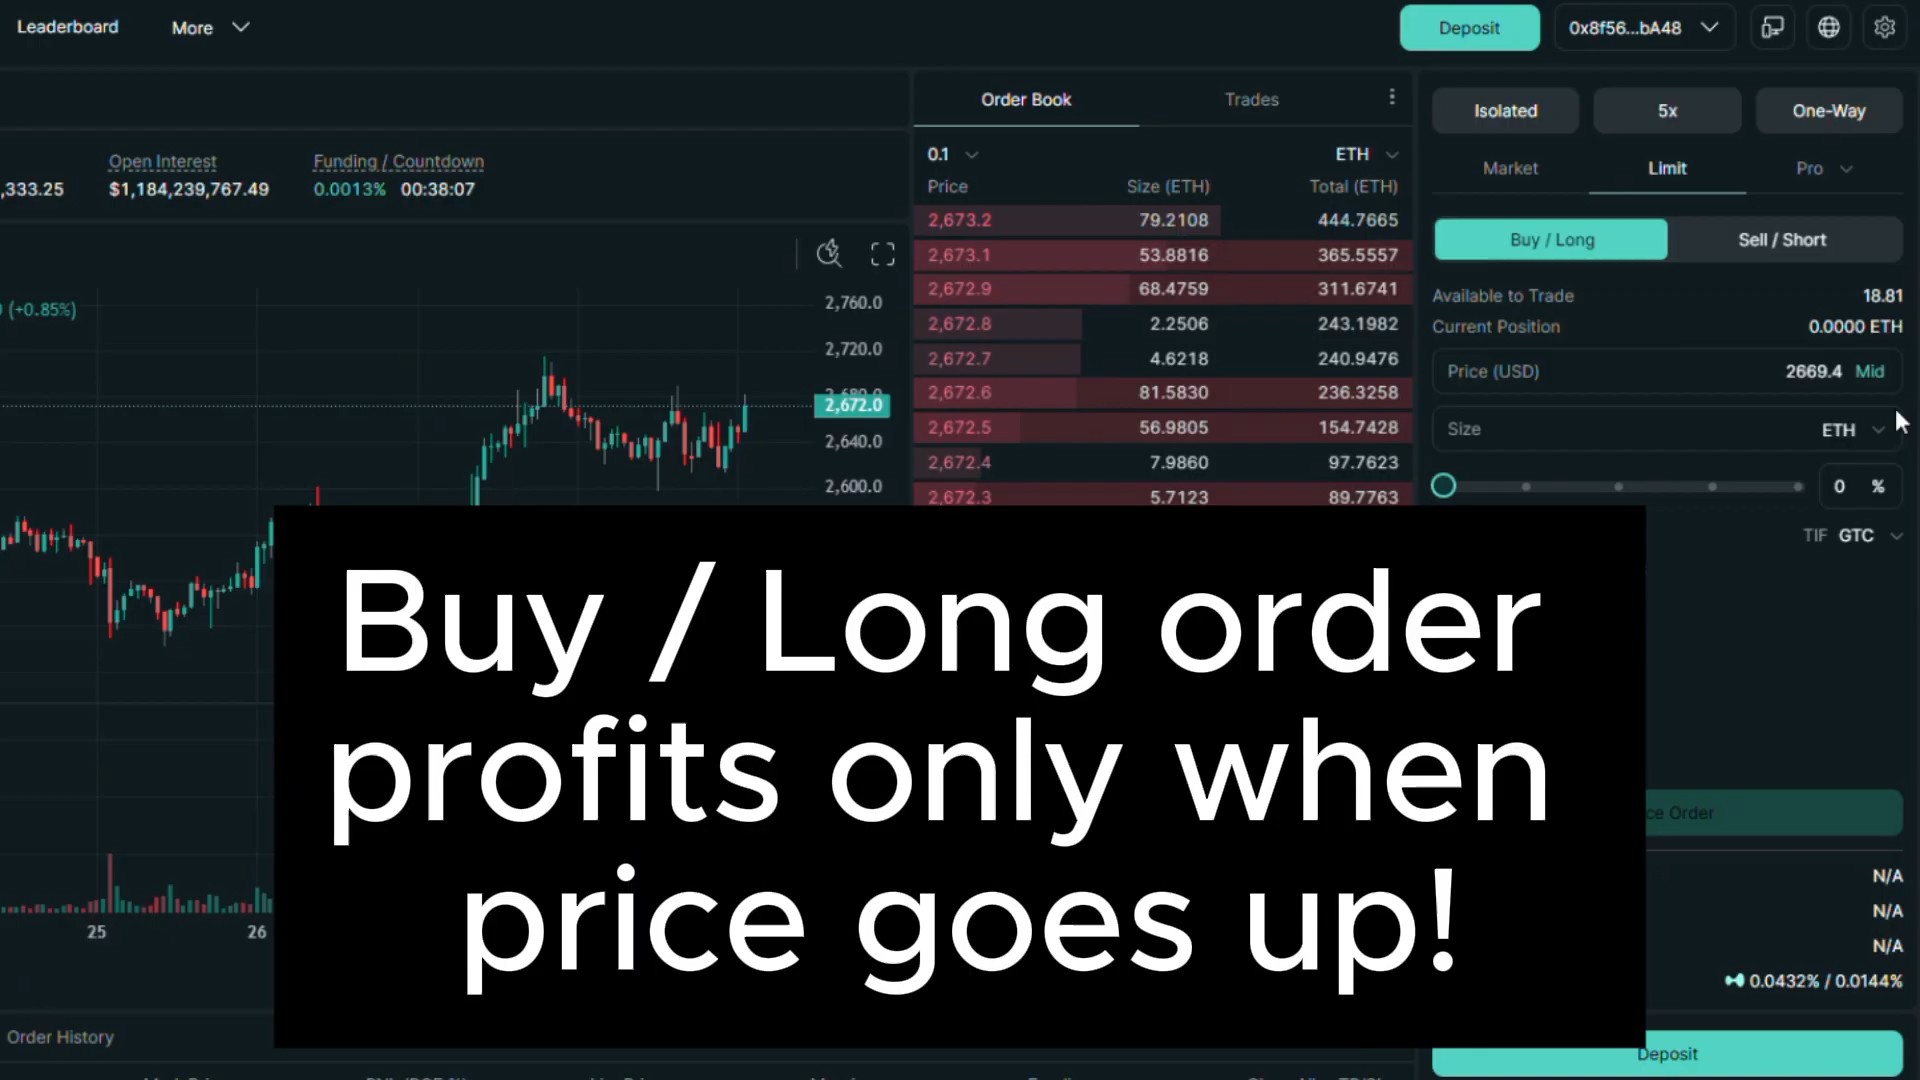 Leaderboard
More
Deposit
0x8f56...bA48
Order Book
Trades
Isolated
5x
One-Way
Open Interest
Funding / Countdown
,333.25
$1,184,239,767.49
0.0013% 00:38:07
0.1
ETH
Market
Limit
Pro
Price
Size (ETH)
Total (ETH)
2,673.2 79.2108 444.7665
2,673.1 53.8816 365.5557
2,672.9 68.4759 311.6741
2,672.8 2.2506 243.1982
2,672.7 4.6218 240.9476
2,672.6 81.5830 236.3258
2,672.5 56.9805 154.7428
2,672.4 7.9860 97.7623
2,672.3 5.7123 89.7763
Buy / Long
Sell / Short
Available to Trade 18.81
Current Position 0.0000 ETH
Price (USD) 2669.4 Mid
Size ETH
0 %
TIF GTC
(+0.85%)
2,760.0
2,720.0
2,680.0
2,672.0
2,640.0
2,600.0
25
26
Buy / Long order
profits only when
price goes up!
Order
N/A
N/A
N/A
0.0432% / 0.0144%
Order History
Deposit